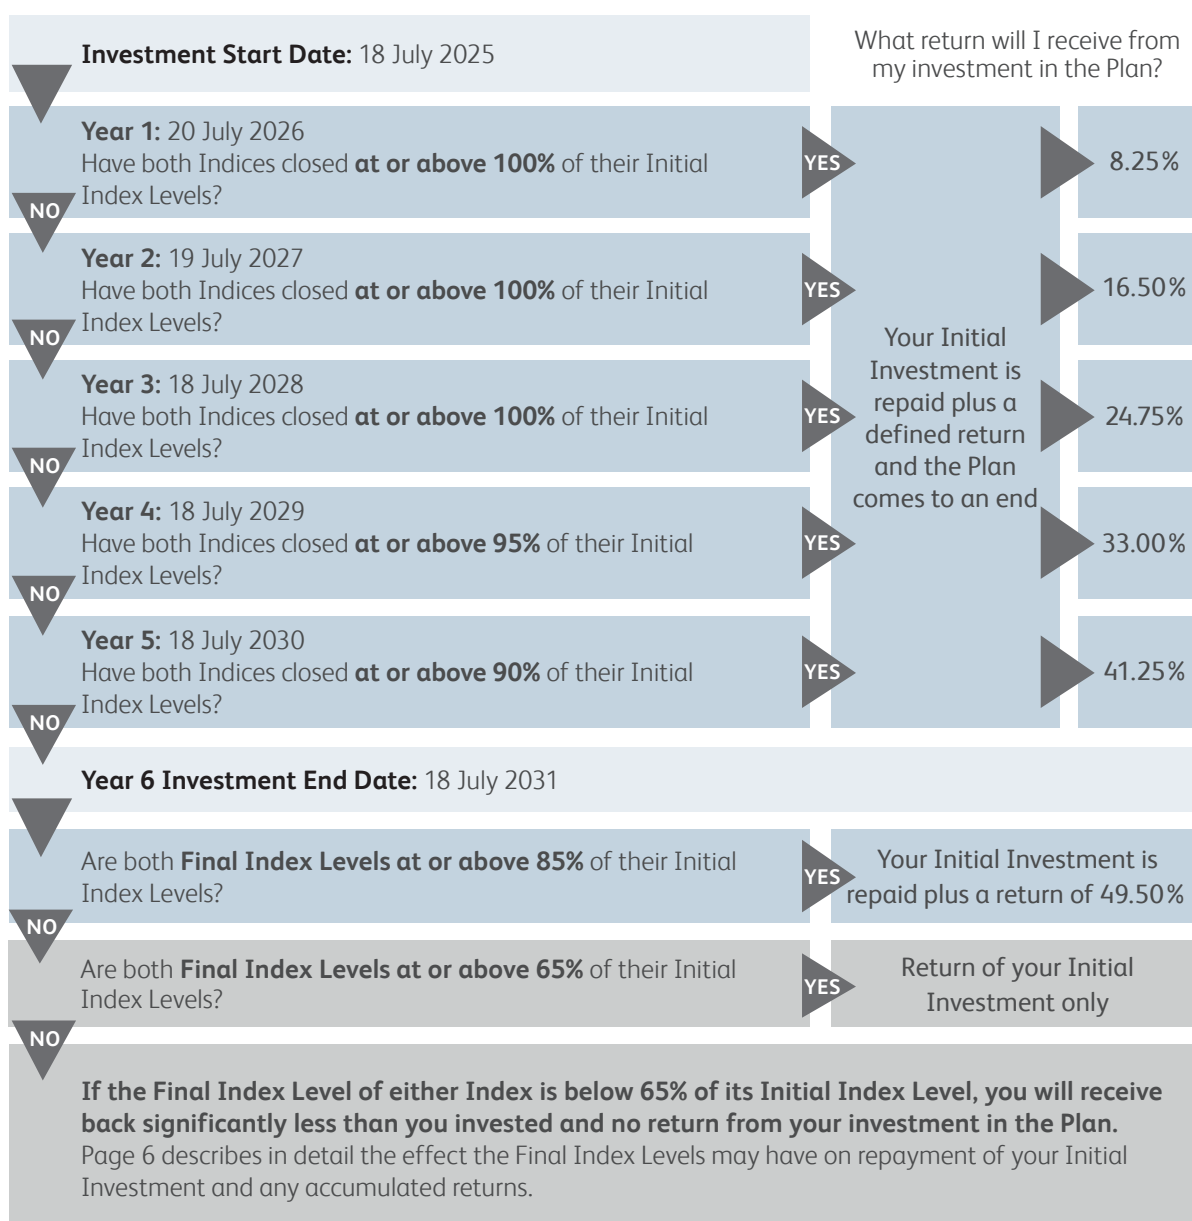 Investment Start Date: 18 July 2025
What return will I receive from
my investment in the Plan?
Year 1: 20 July 2026
Have both Indices closed at or above 100% of their Initial
Index Levels?
YES
8.25%
NO
Year 2: 19 July 2027
Have both Indices closed at or above 100% of their Initial
Index Levels?
YES
16.50%
NO
Year 3: 18 July 2028
Have both Indices closed at or above 100% of their Initial
Index Levels?
YES
Your Initial
Investment is
repaid plus a
defined return
and the Plan
comes to an end
24.75%
NO
Year 4: 18 July 2029
Have both Indices closed at or above 95% of their Initial
Index Levels?
YES
33.00%
NO
Year 5: 18 July 2030
Have both Indices closed at or above 90% of their Initial
Index Levels?
YES
41.25%
NO
Year 6 Investment End Date: 18 July 2031
Are both Final Index Levels at or above 85% of their Initial
Index Levels?
YES
Your Initial Investment is
repaid plus a return of 49.50%
NO
Are both Final Index Levels at or above 65% of their Initial
Index Levels?
YES
Return of your Initial
Investment only
NO
If the Final Index Level of either Index is below 65% of its Initial Index Level, you will receive
back significantly less than you invested and no return from your investment in the Plan.
Page 6 describes in detail the effect the Final Index Levels may have on repayment of your Initial
Investment and any accumulated returns.